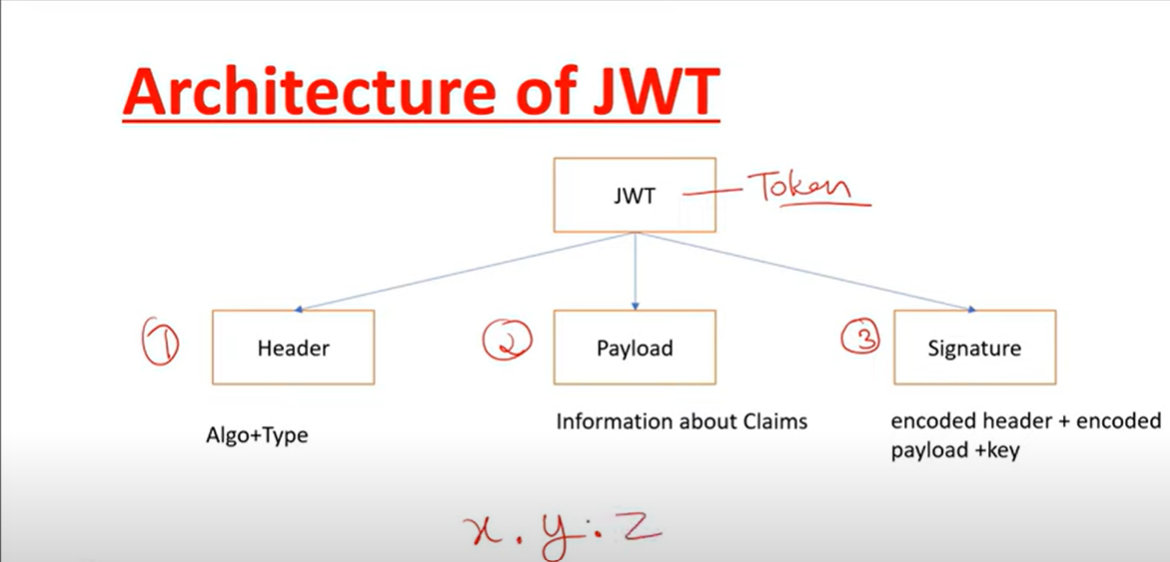 Architecture of JWT
JWT
Token
1
Header
2
Payload
3
Signature
Algo+Type
Information about Claims
encoded header + encoded
payload +key
x.y.z